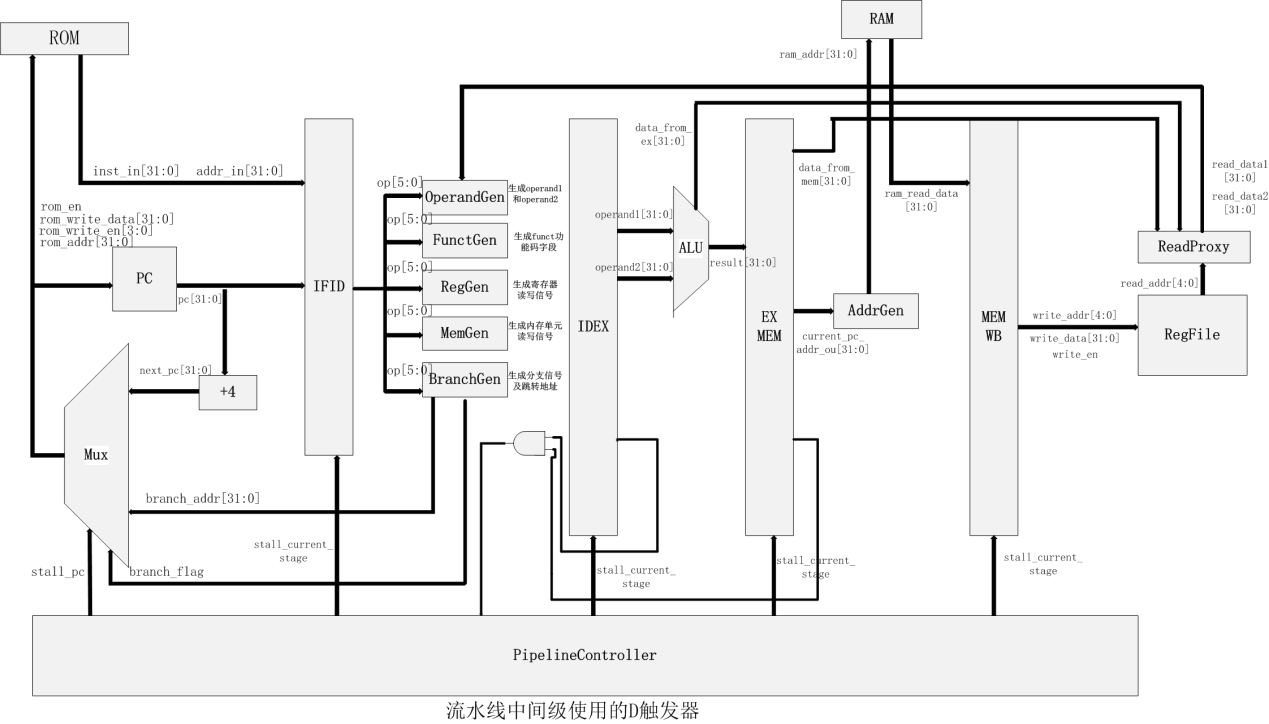 RAM
ROM
ram_addr[31:0]
data_from_
ex[31:0]
inst_in[31:0]
addr_in[31:0]
data_from_
mem[31:0]
ram_read_data
[31:0]
read_data1
[31:0]
read_data2
[31:0]
rom_en
rom_write_data[31:0]
rom_write_en[3:0]
rom_addr[31:0]
PC
pc[31:0]
next_pc[31:0]
+4
Mux
branch_addr[31:0]
stall_pc
branch_flag
IFID
op[5:0]
OperandGen
生成operand1
和operand2
op[5:0]
FunctGen
生成funct功
能码字段
op[5:0]
RegGen
生成寄存器
读写信号
op[5:0]
MemGen
生成内存单元
读写信号
op[5:0]
BranchGen
生成分支信号
及跳转地址
IDEX
operand1[31:0]
operand2[31:0]
ALU
result[31:0]
EX
MEM
AddrGen
current_pc_
addr_ou[31:0]
MEM
WB
write_addr[4:0]
write_data[31:0]
write_en
ReadProxy
read_addr[4:0]
RegFile
stall_current_
stage
stall_current_
stage
stall_current_
stage
stall_current_
stage
PipelineController
流水线中间级使用的D触发器